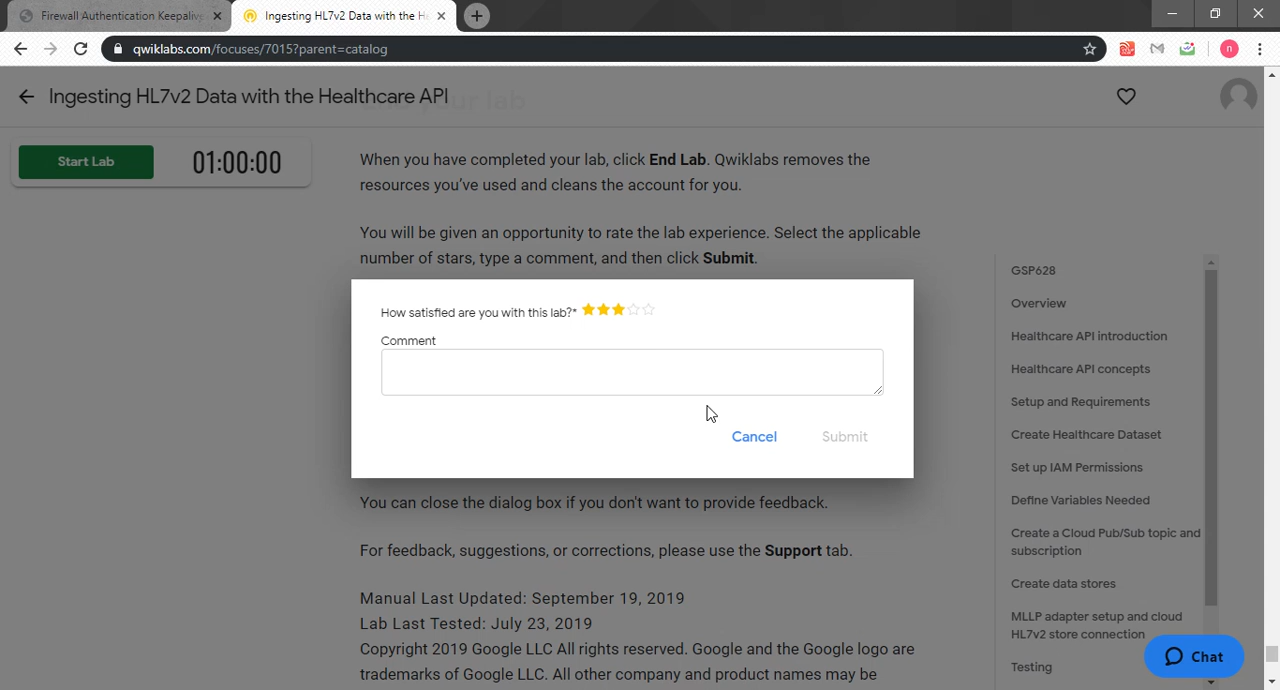 Firewall Authentication Keepalive
Ingesting HL7v2 Data with the He
qwiklabs.com/focuses/7015?parent=catalog
n
Ingesting HL7v2 Data with the Healthcare API
Start Lab
01:00:00
When you have completed your lab, click End Lab. Qwiklabs removes the
resources you've used and cleans the account for you.
You will be given an opportunity to rate the lab experience. Select the applicable
number of stars, type a comment, and then click Submit.
How satisfied are you with this lab?*
Comment
Cancel
Submit
You can close the dialog box if you don't want to provide feedback.
For feedback, suggestions, or corrections, please use the Support tab.
Manual Last Updated: September 19, 2019
Lab Last Tested: July 23, 2019
Copyright 2019 Google LLC All rights reserved. Google and the Google logo are
trademarks of Google LLC. All other company and product names may be
GSP628
Overview
Healthcare API introduction
Healthcare API concepts
Setup and Requirements
Create Healthcare Dataset
Set up IAM Permissions
Define Variables Needed
Create a Cloud Pub/Sub topic and
subscription
Create data stores
MLLP adapter setup and cloud
HL7v2 store connection
Testing
Chat